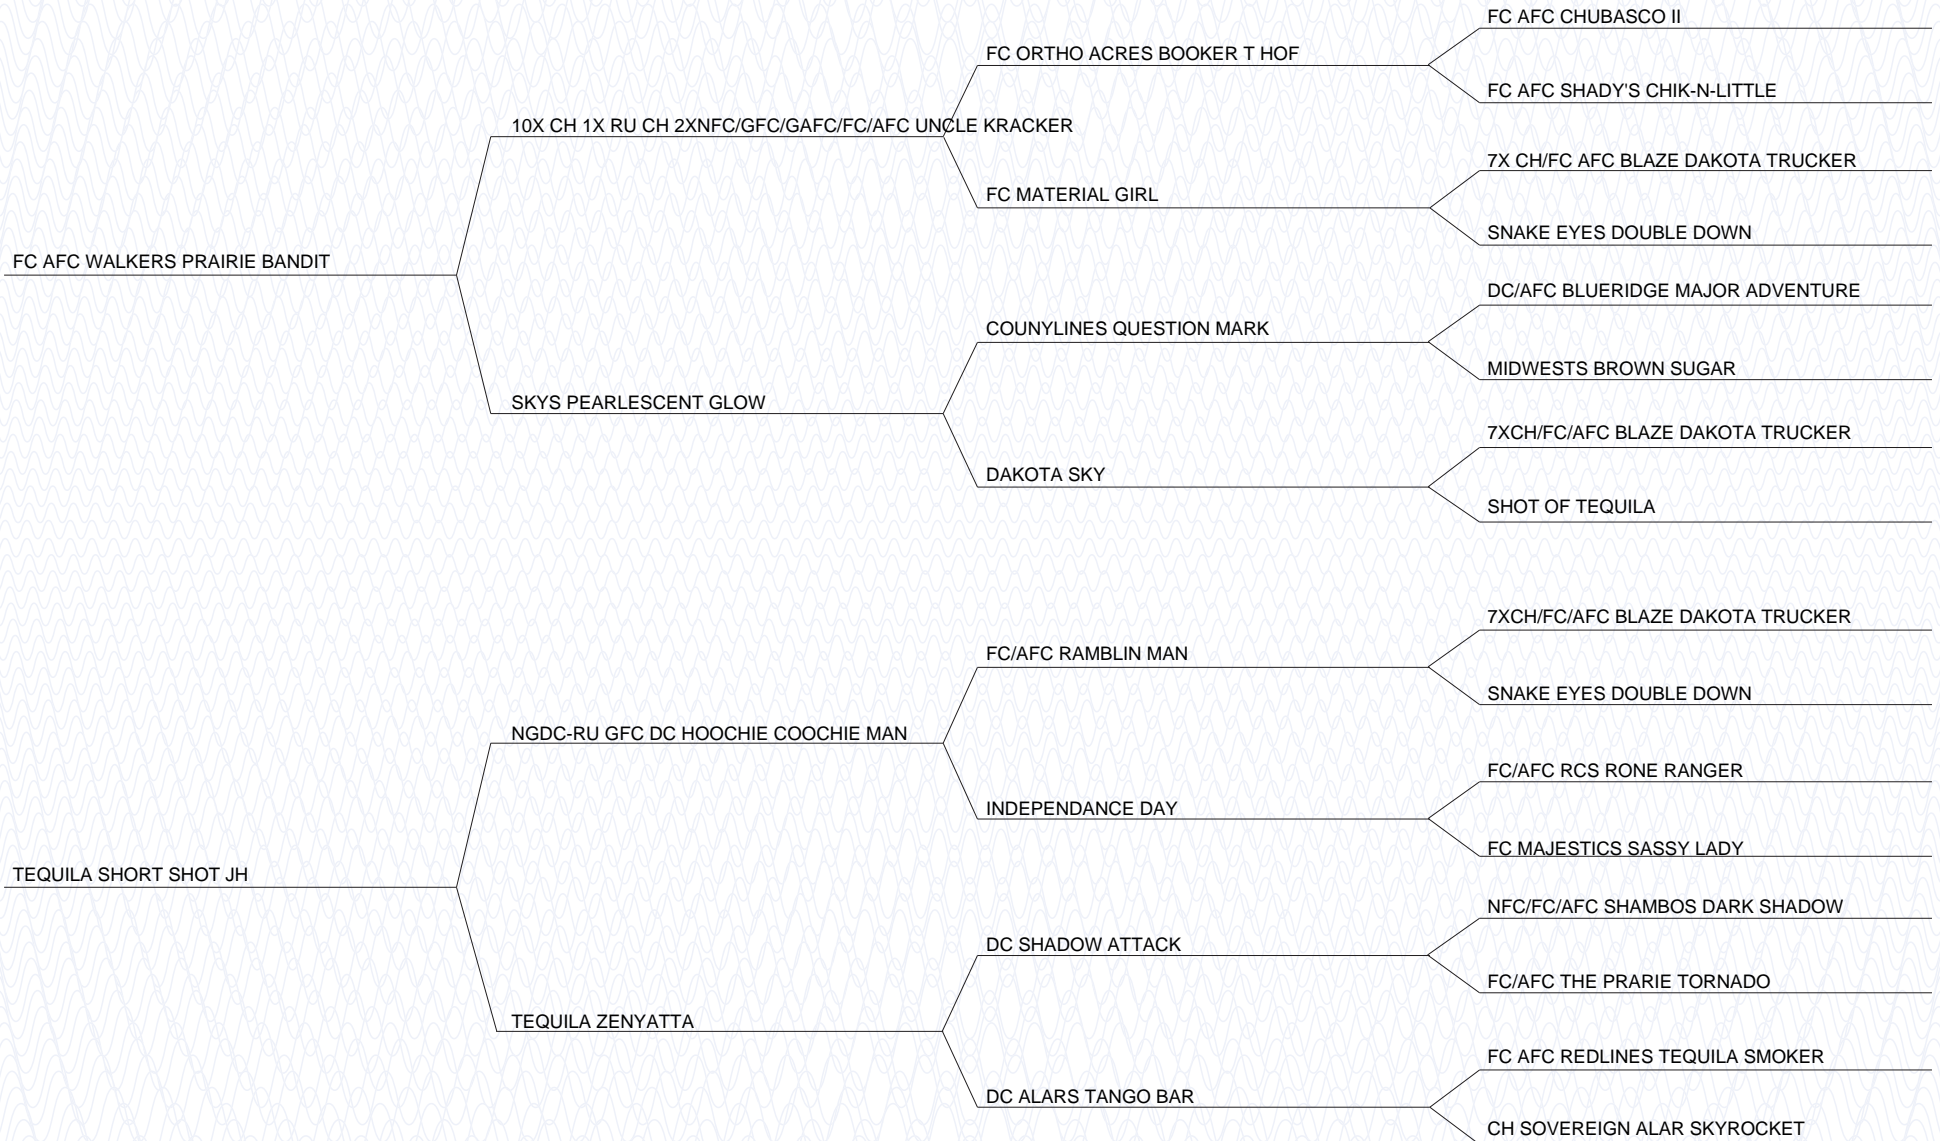 FC AFC CHUBASCO II
FC ORTHO ACRES BOOKER T HOF
FC AFC SHADY'S CHIK-N-LITTLE
10X CH 1X RU CH 2XNFC/GFC/GAFC/FC/AFC UNCLE KRACKER
7X CH/FC AFC BLAZE DAKOTA TRUCKER
FC MATERIAL GIRL
SNAKE EYES DOUBLE DOWN
FC AFC WALKERS PRAIRIE BANDIT
DC/AFC BLUERIDGE MAJOR ADVENTURE
COUNYLINES QUESTION MARK
MIDWESTS BROWN SUGAR
SKYS PEARLESCENT GLOW
7XCH/FC/AFC BLAZE DAKOTA TRUCKER
DAKOTA SKY
SHOT OF TEQUILA
7XCH/FC/AFC BLAZE DAKOTA TRUCKER
FC/AFC RAMBLIN MAN
SNAKE EYES DOUBLE DOWN
NGDC-RU GFC DC HOOCHIE COOCHIE MAN
FC/AFC RCS RONE RANGER
INDEPENDANCE DAY
FC MAJESTICS SASSY LADY
TEQUILA SHORT SHOT JH
NFC/FC/AFC SHAMBOS DARK SHADOW
DC SHADOW ATTACK
FC/AFC THE PRARIE TORNADO
TEQUILA ZENYATTA
FC AFC REDLINES TEQUILA SMOKER
DC ALARS TANGO BAR
CH SOVEREIGN ALAR SKYROCKET